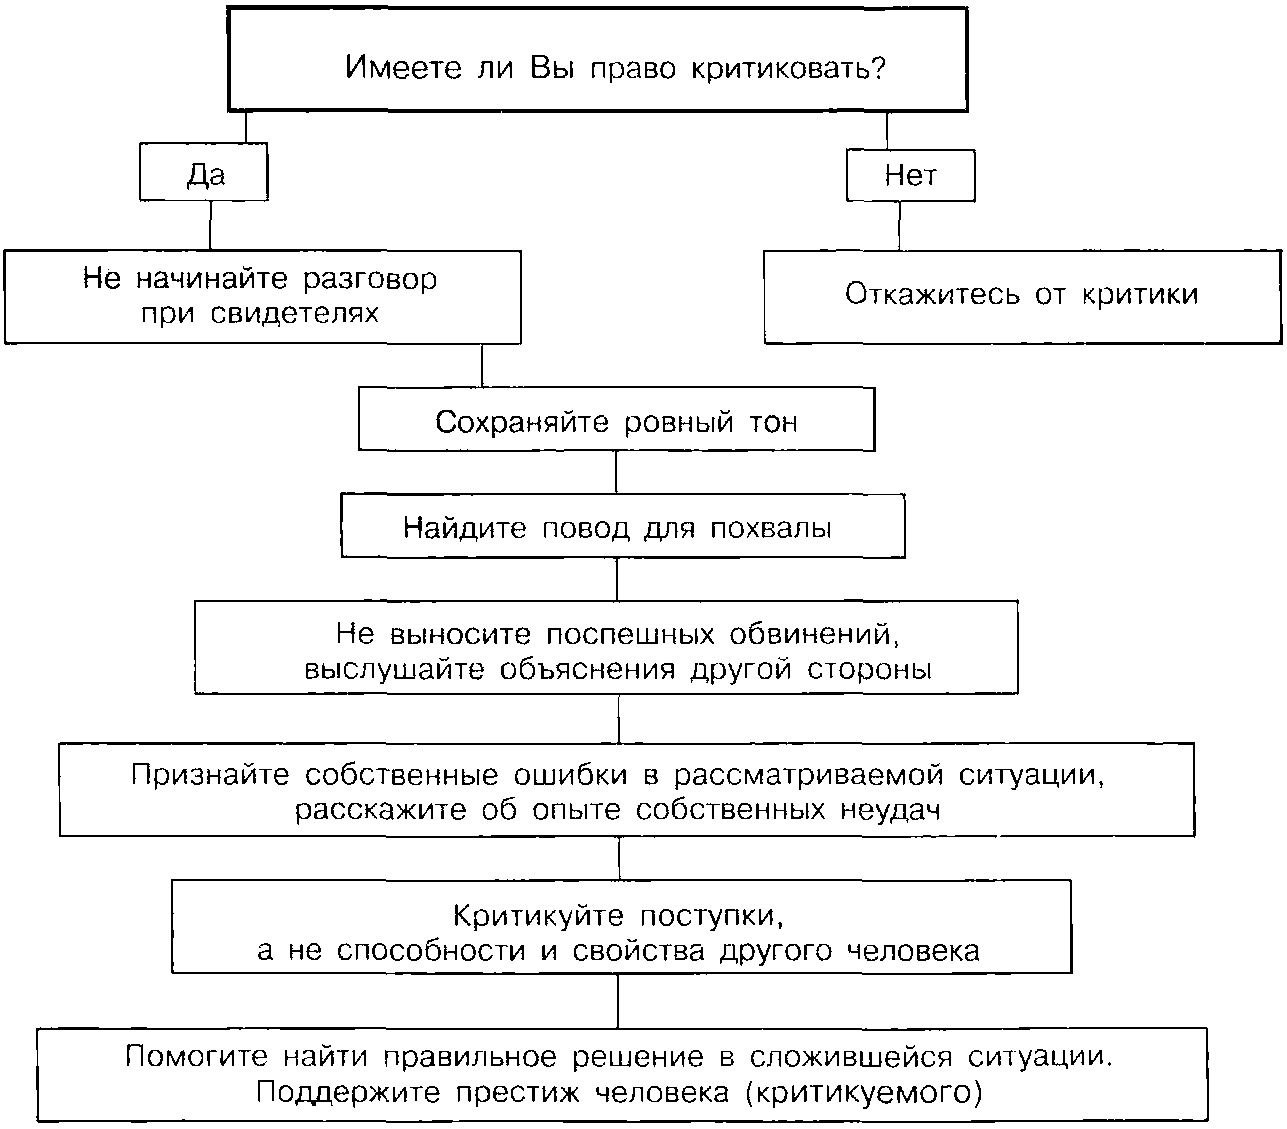 Имеете ли Вы право критиковать?
Да
Нет
Не начинайте разговор
при свидетелях
Откажитесь от критики
Сохраняйте ровный тон
Найдите повод для похвалы
Не выносите поспешных обвинений,
выслушайте объяснения другой стороны
Признайте собственные ошибки в рассматриваемой ситуации,
расскажите об опыте собственных неудач
Критикуйте поступки,
а не способности и свойства другого человека
Помогите найти правильное решение в сложившейся ситуации.
Поддержите престиж человека (критикуемого)